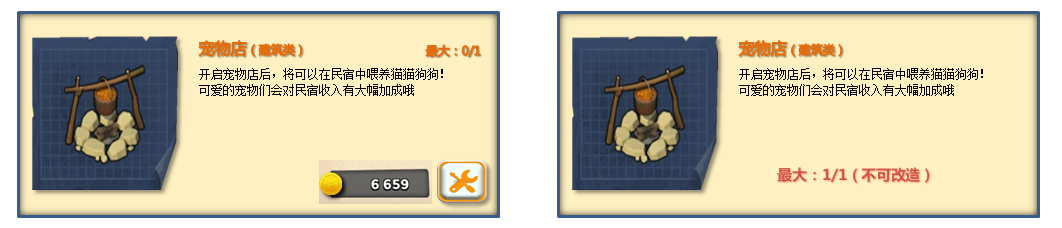 宠物店（建筑类）
最大：0/1
开启宠物店后，将可以在民宿中喂养猫猫狗狗！
可爱的宠物们会对民宿收入有大幅加成哦
6 659
宠物店（建筑类）
开启宠物店后，将可以在民宿中喂养猫猫狗狗！
可爱的宠物们会对民宿收入有大幅加成哦
最大：1/1（不可改造）